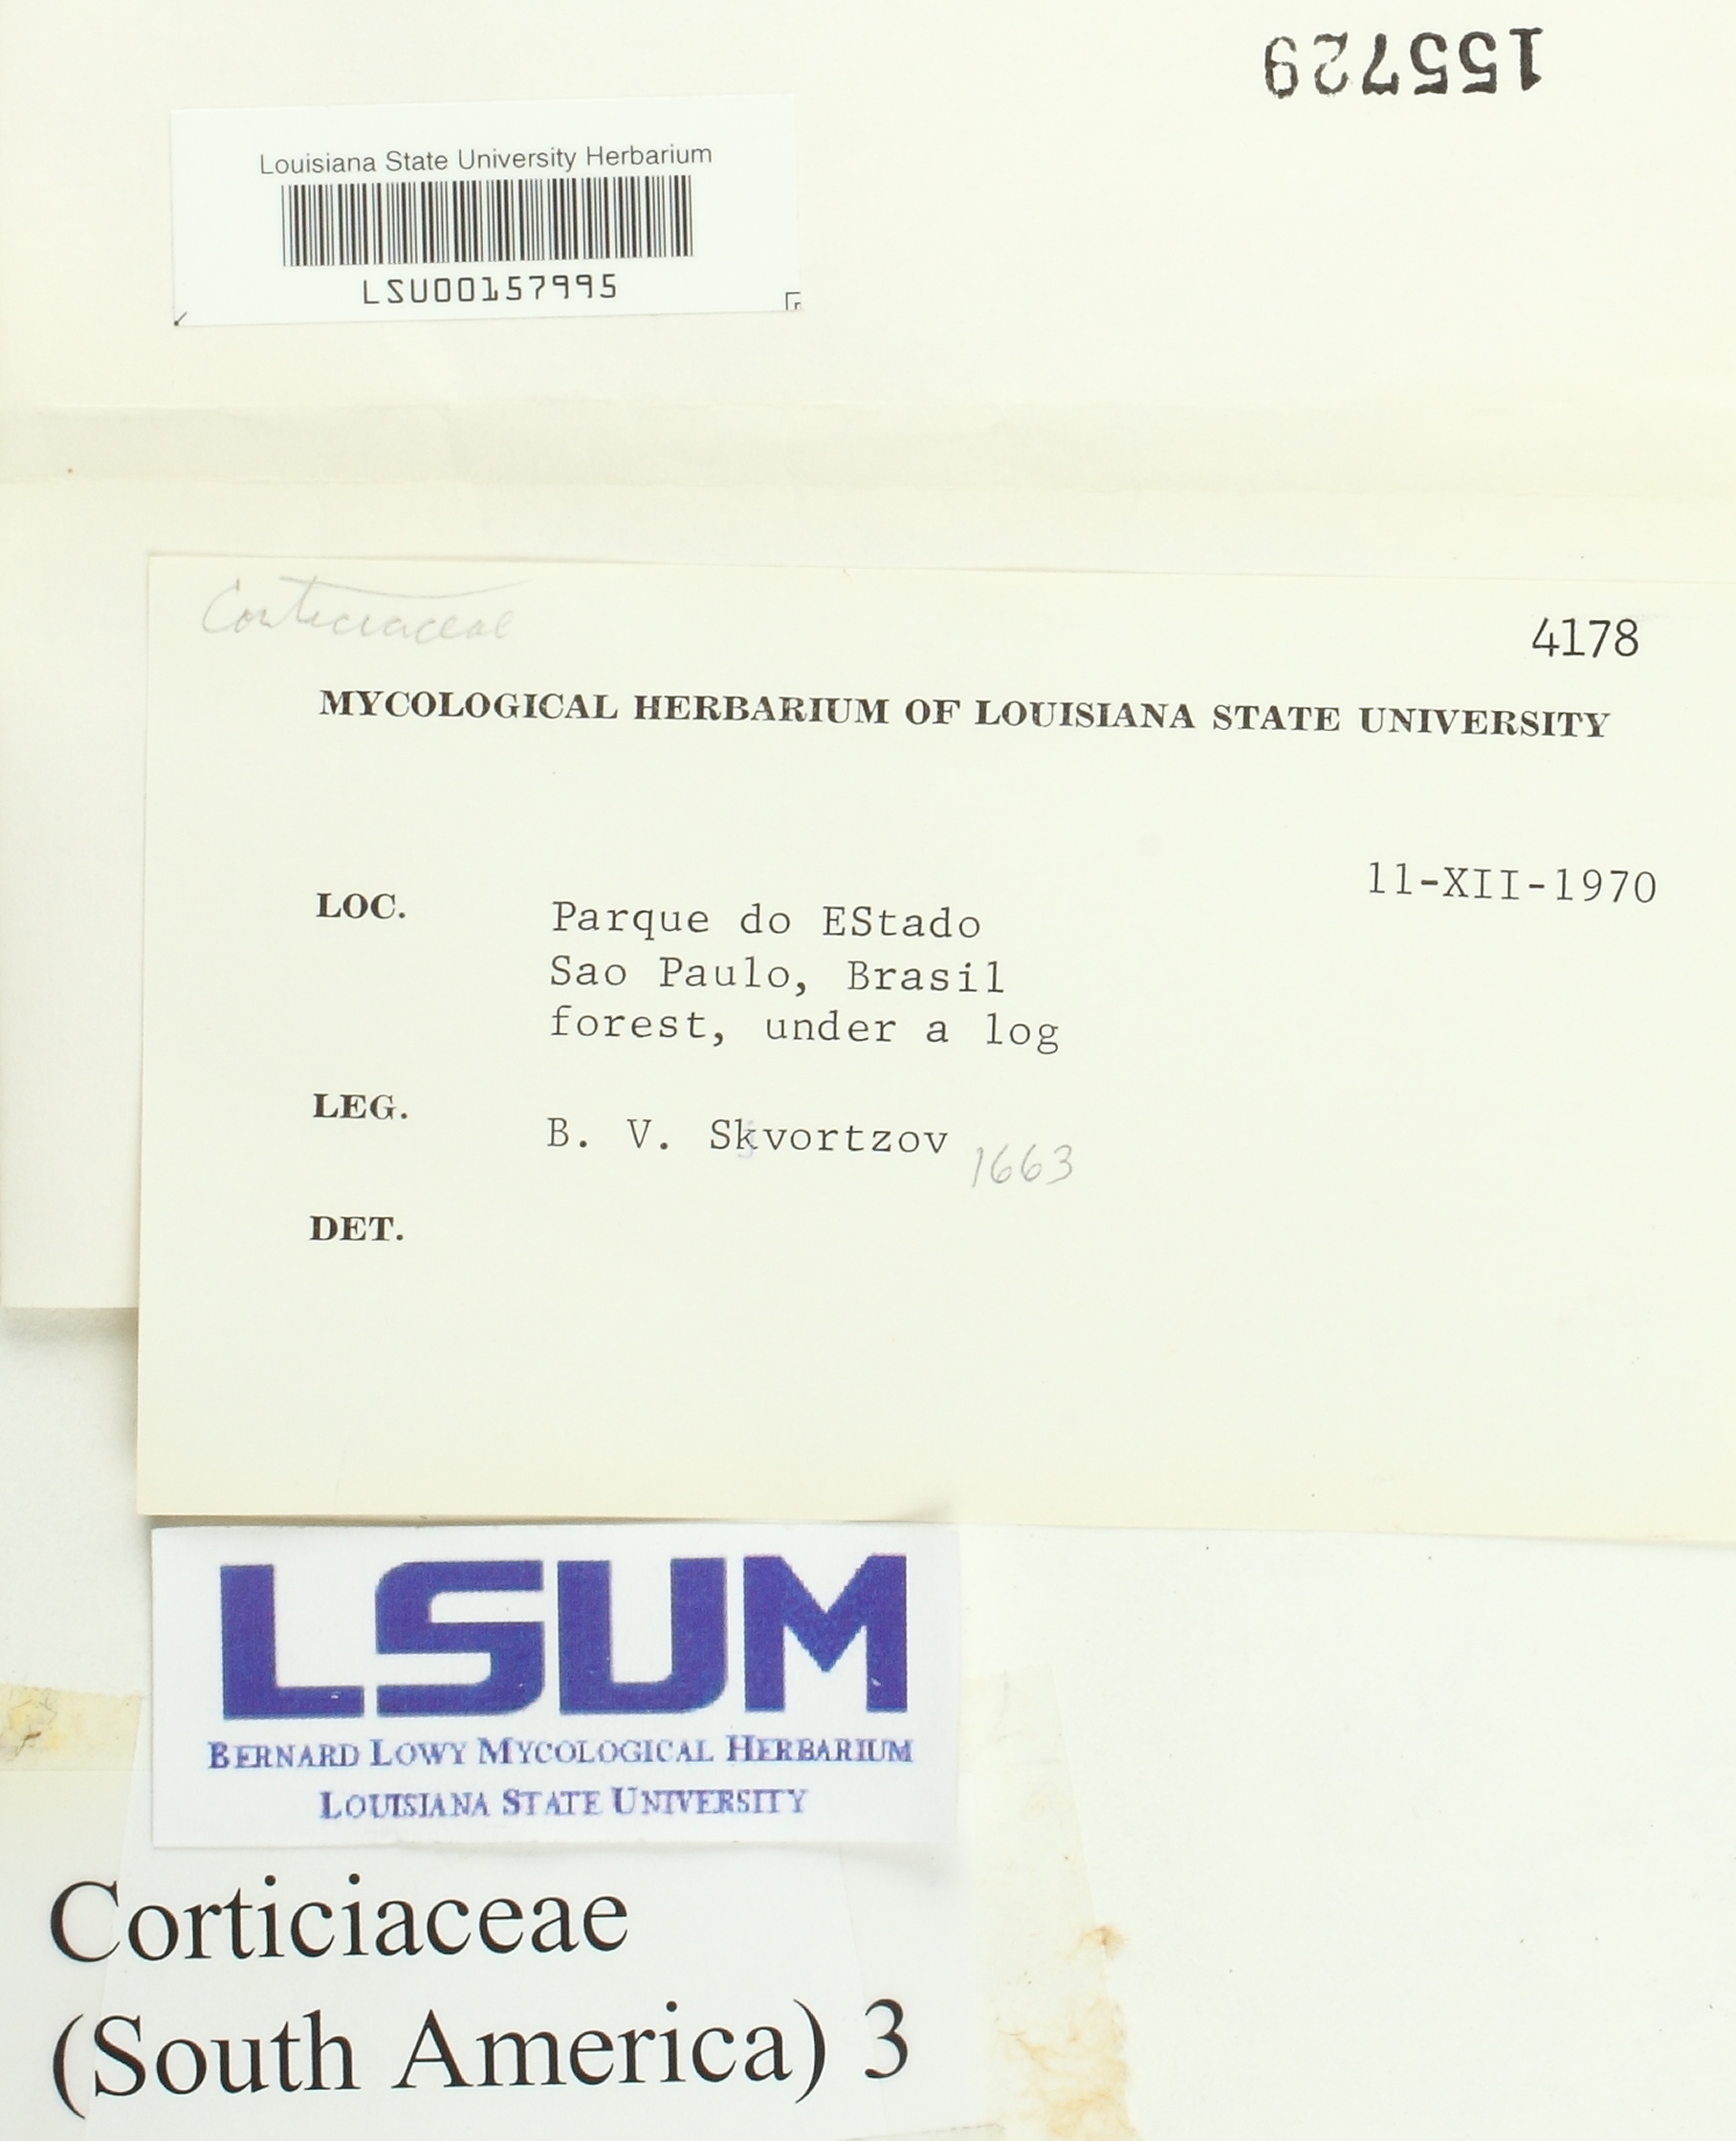 155729
Louisiana State University Herbarium
LSU00157995
Corticiaceae
4178
MYCOLOGICAL HERBARIUM OF LOUISIANA STATE UNIVERSITY
11-XII-1970
LOC. Parque do EStado
Sao Paulo, Brasil
forest, under a log
LEG. B. V. Skvortzov 1663
DET.
LSUM
BERNARD LOWY MYCOLOGICAL HERBARIUM
LOUISIANA STATE UNIVERSITY
Corticiaceae
(South America) 3